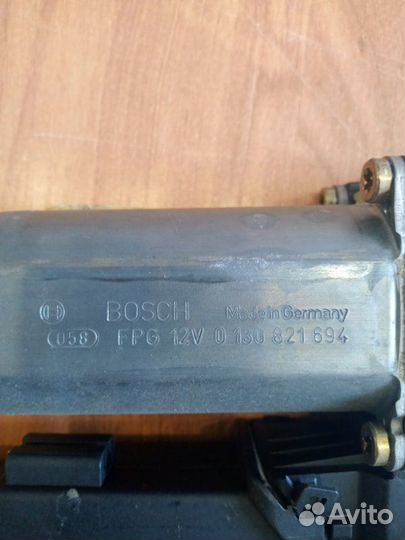 BOSCH Made in Germany
058 FPG 12V 0 130 821 694
Avito